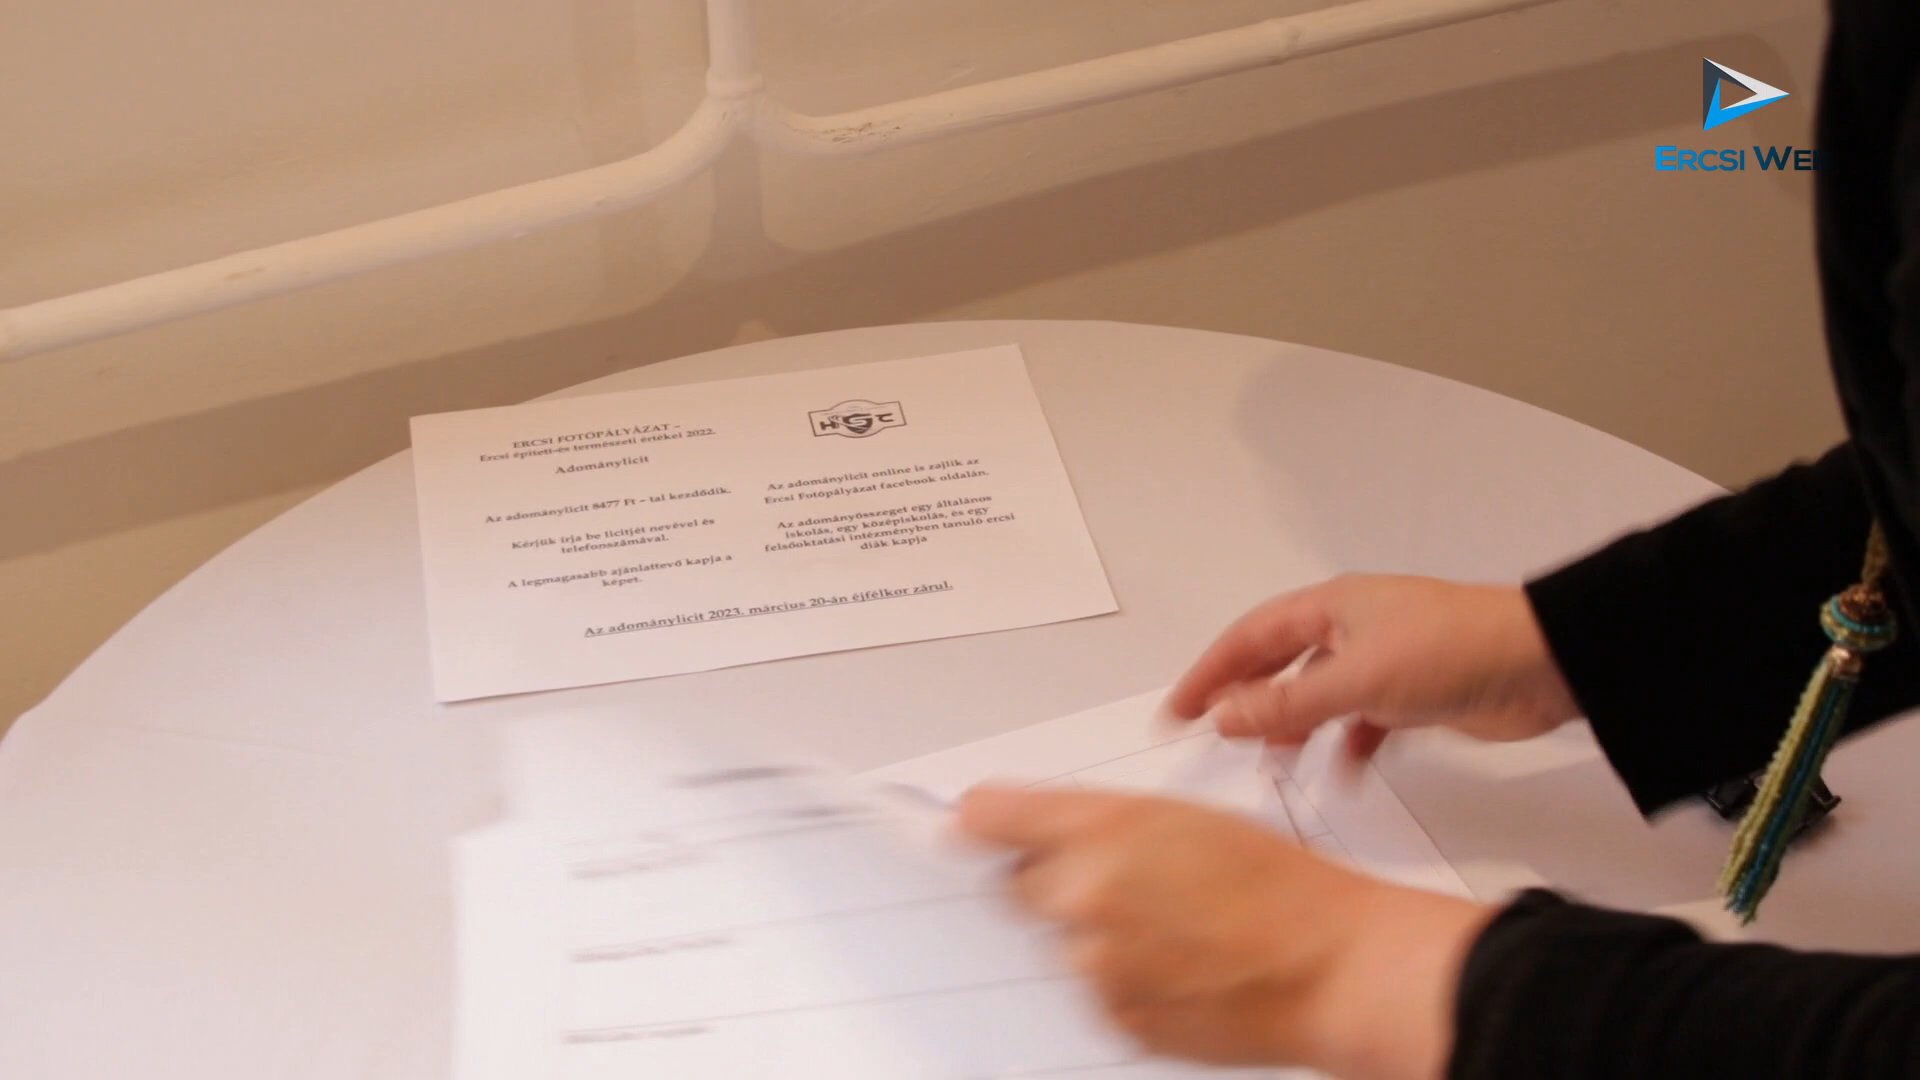 ERCSI FOTÓPÁLYÁZAT –
Ercsi épített-és természeti értékei 2022.
Adománylicit
Az adománylicit 8477 Ft – tal kezdődik.
Kérjük írja be licitjét nevével és
telefonszámával.
A legmagasabb ajánlattevő kapja a
képet.
Az adománylicit online is zajlik az
Ercsi Fotópályázat facebook oldalán.
Az adományösszeget egy általános
iskolás, egy középiskolás, és egy
felsőoktatási intézményben tanuló ercsi
diák kapja
Az adománylicit 2023. március 20-án éjfélkor zárul.
ERCSI WEB